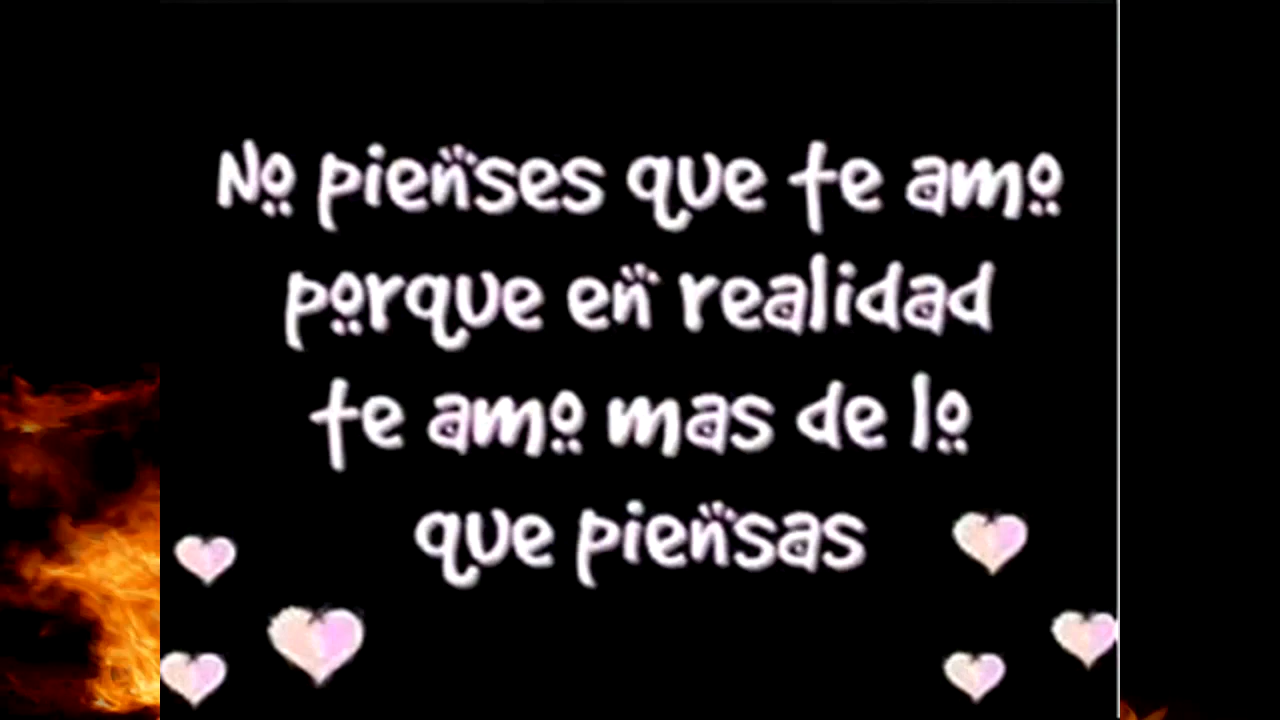 No pienses que te amo
porque en realidad
te amo mas de lo
que piensas